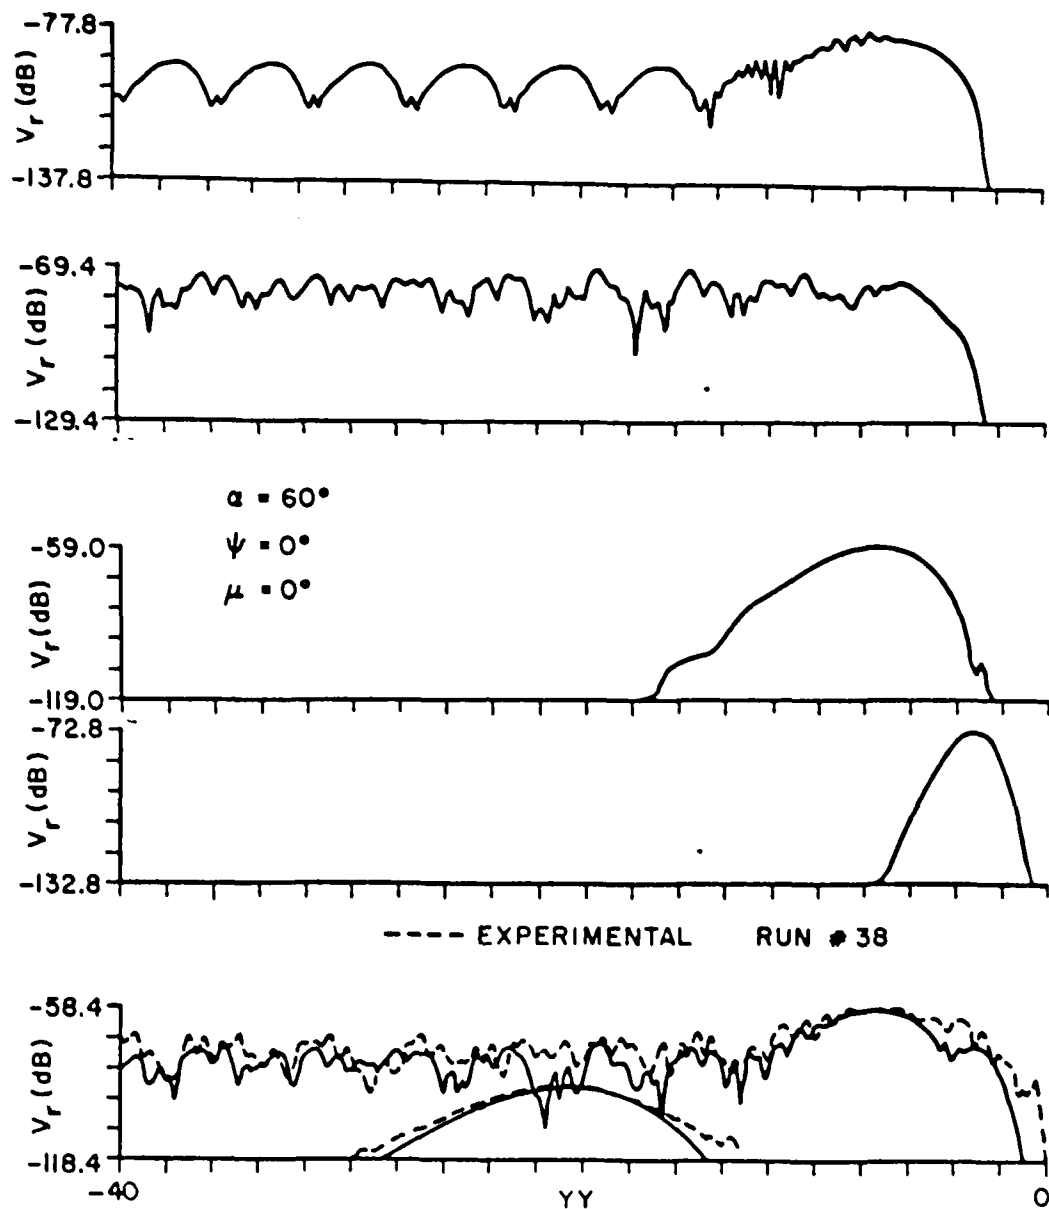 -77.8
Vr (dB)
-137.8
-69.4
Vr (dB)
-129.4
α = 60°
ψ = 0°
μ = 0°
-59.0
Vr (dB)
-119.0
-72.8
Vr (dB)
-132.8
---- EXPERIMENTAL RUN # 38
-58.4
Vr (dB)
-118.4
-40 YY 0